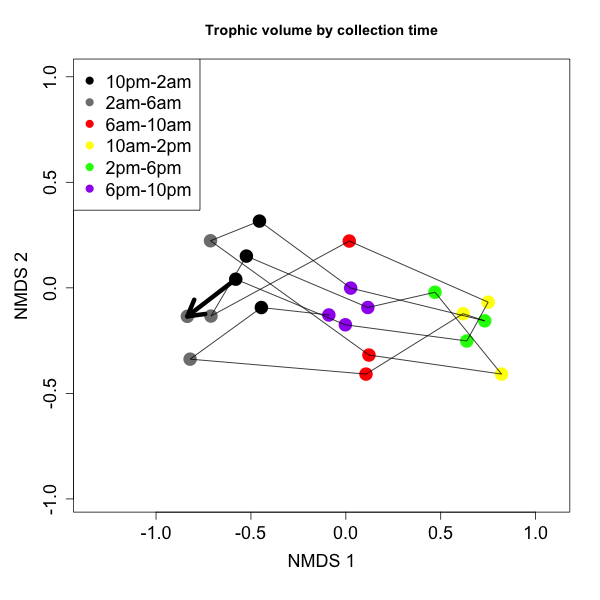 Trophic volume by collection time
10pm-2am
2am-6am
6am-10am
10am-2pm
2pm-6pm
6pm-10pm
1.0
0.5
0.0
-0.5
-1.0
NMDS 2
-1.0 -0.5 0.0 0.5 1.0
NMDS 1